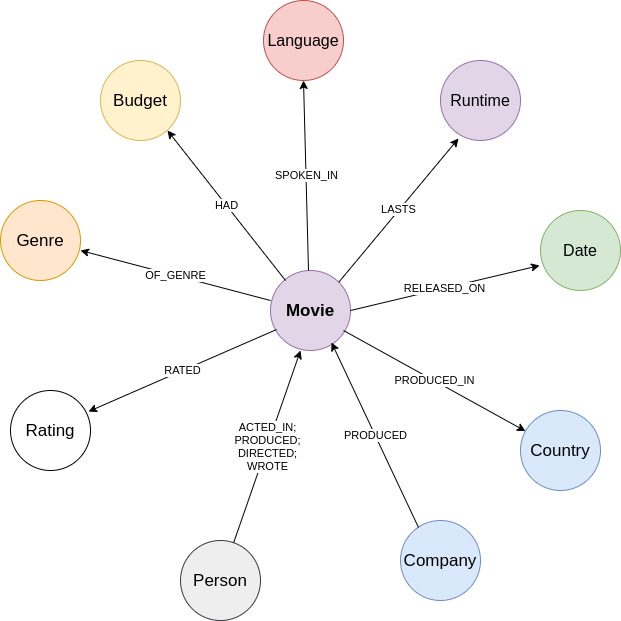 Language
Budget
Runtime
SPOKEN_IN
HAD
LASTS
Genre
Date
OF_GENRE
RELEASED_ON
Movie
RATED
PRODUCED_IN
Rating
ACTED_IN;
PRODUCED;
DIRECTED;
WROTE
PRODUCED
Country
Person
Company